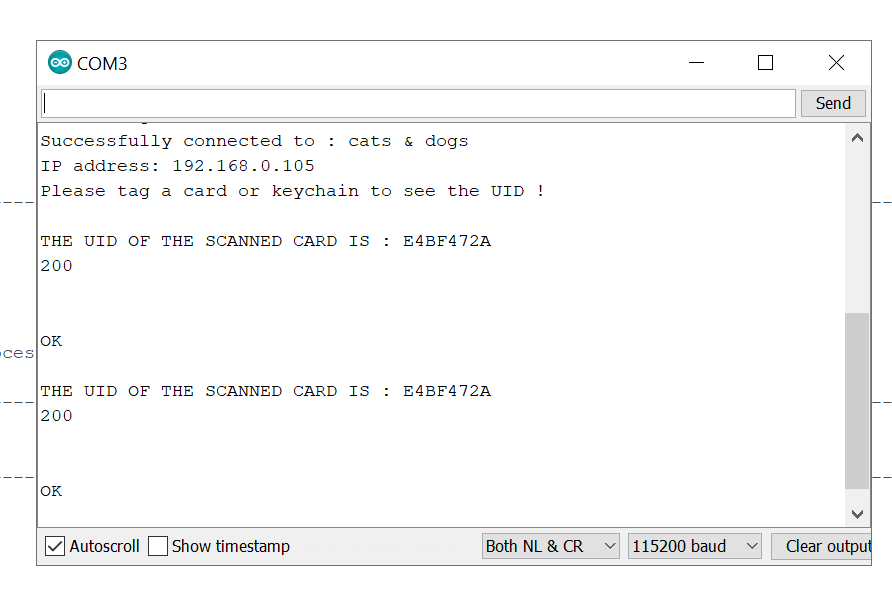 COM3
Send
Successfully connected to : cats & dogs
IP address: 192.168.0.105
Please tag a card or keychain to see the UID !
THE UID OF THE SCANNED CARD IS : E4BF472A
200
OK
oces
THE UID OF THE SCANNED CARD IS : E4BF472A
200
OK
Autoscroll Show timestamp Both NL & CR 115200 baud Clear output